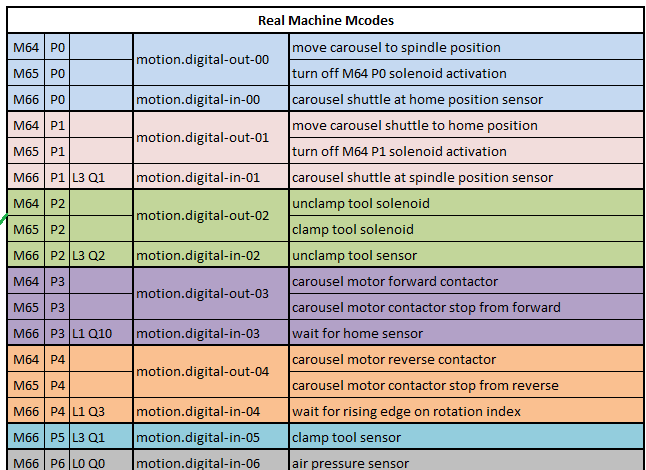 Real Machine Mcodes
M64 P0 motion.digital-out-00 move carousel to spindle position
M65 P0 turn off M64 P0 solenoid activation
M66 P0 motion.digital-in-00 carousel shuttle at home position sensor
M64 P1 motion.digital-out-01 move carousel shuttle to home position
M65 P1 turn off M64 P1 solenoid activation
M66 P1 L3 Q1 motion.digital-in-01 carousel shuttle at spindle position sensor
M64 P2 motion.digital-out-02 unclamp tool solenoid
M65 P2 clamp tool solenoid
M66 P2 L3 Q2 motion.digital-in-02 unclamp tool sensor
M64 P3 motion.digital-out-03 carousel motor forward contactor
M65 P3 carousel motor contactor stop from forward
M66 P3 L1 Q10 motion.digital-in-03 wait for home sensor
M64 P4 motion.digital-out-04 carousel motor reverse contactor
M65 P4 carousel motor contactor stop from reverse
M66 P4 L1 Q3 motion.digital-in-04 wait for rising edge on rotation index
M66 P5 L3 Q1 motion.digital-in-05 clamp tool sensor
M66 P6 L0 Q0 motion.digital-in-06 air pressure sensor